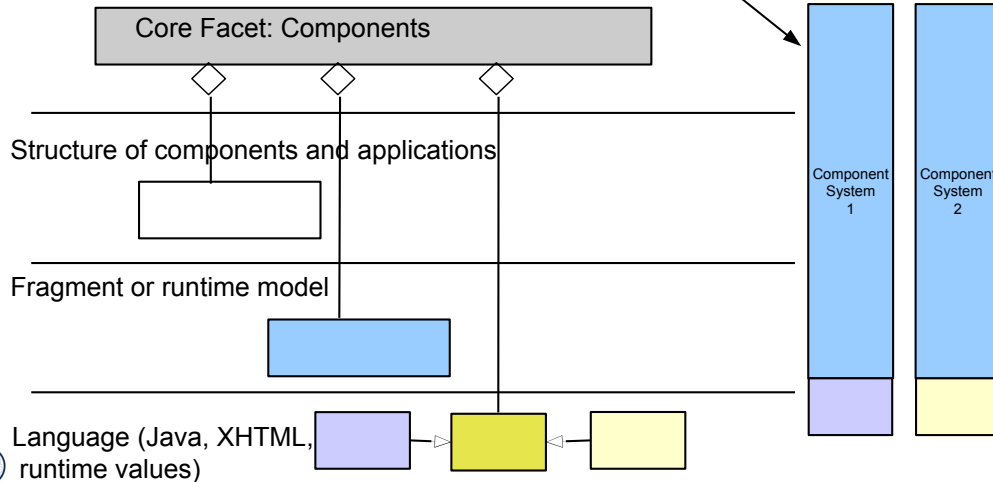 Core Facet: Components
Structure of components and applications
Component
System
1
Component
System
2
Fragment or runtime model
Language (Java, XHTML,
runtime values)